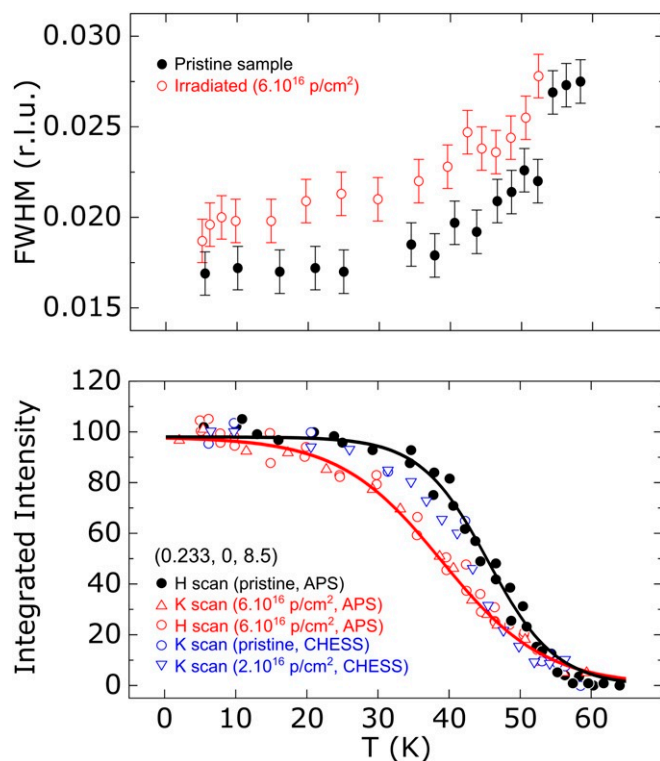 0.030
0.025
0.020
0.015
FWHM (r.l.u.)
Pristine sample
Irradiated (6.10¹⁶ p/cm²)
120
100
80
60
40
20
0
Integrated Intensity
(0.233, 0, 8.5)
H scan (pristine, APS)
K scan (6.10¹⁶ p/cm², APS)
H scan (6.10¹⁶ p/cm², APS)
K scan (pristine, CHESS)
K scan (2.10¹⁶ p/cm², CHESS)
0 10 20 30 40 50 60
T (K)